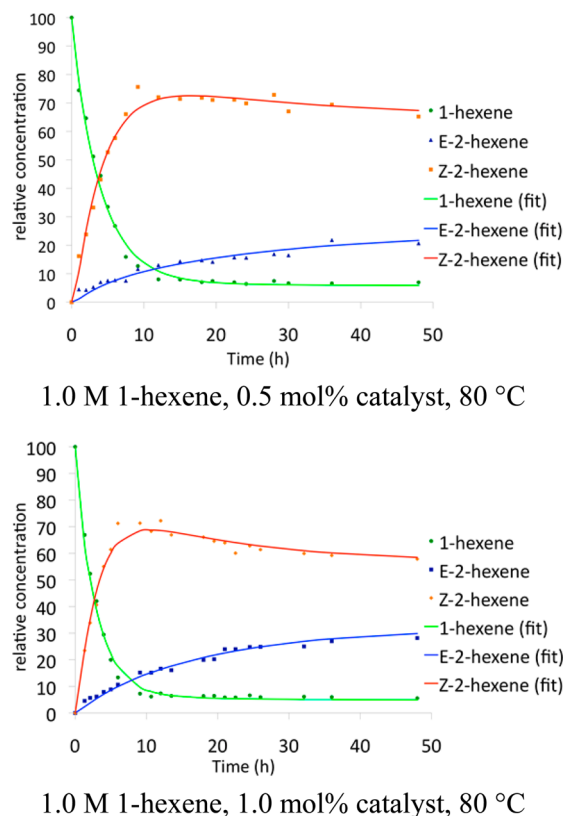 100
90
80
70
60
50
40
30
20
10
0
relative concentration
0 10 20 30 40 50
Time (h)
1-hexene
E-2-hexene
Z-2-hexene
1-hexene (fit)
E-2-hexene (fit)
Z-2-hexene (fit)
1.0 M 1-hexene, 0.5 mol% catalyst, 80 °C
100
90
80
70
60
50
40
30
20
10
0
relative concentration
0 10 20 30 40 50
Time (h)
1-hexene
E-2-hexene
Z-2-hexene
1-hexene (fit)
E-2-hexene (fit)
Z-2-hexene (fit)
1.0 M 1-hexene, 1.0 mol% catalyst, 80 °C